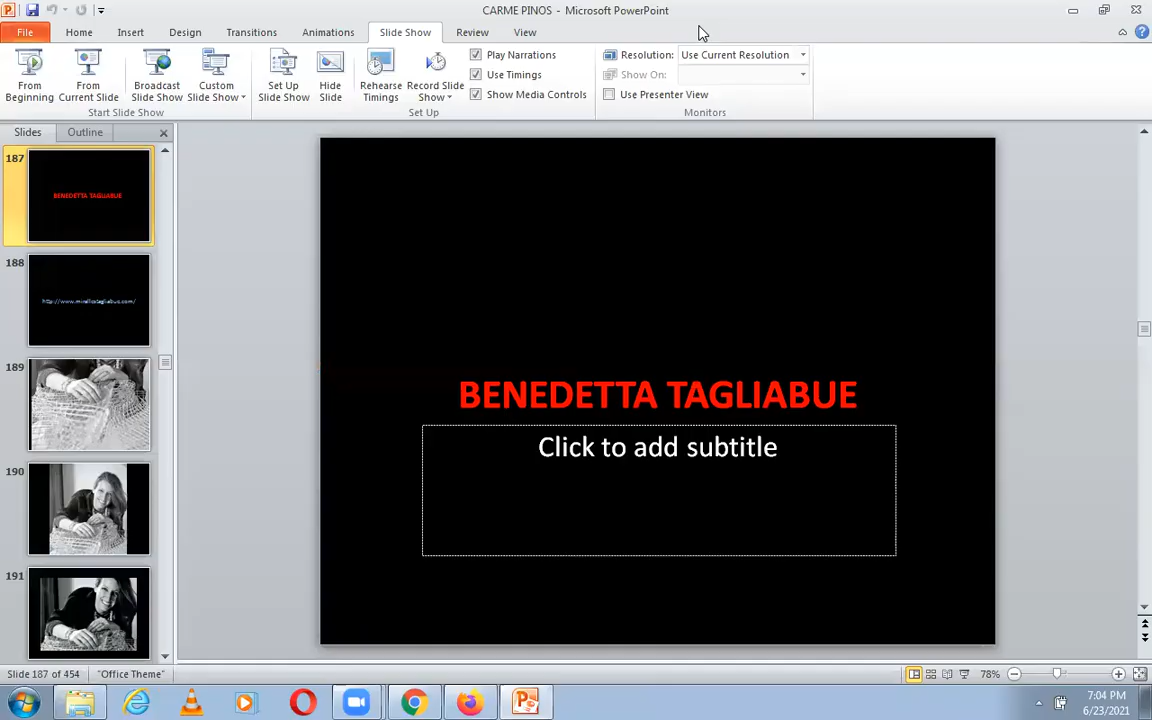 CARME PINOS - Microsoft PowerPoint
File Home Insert Design Transitions Animations Slide Show Review View
From Beginning
From Current Slide
Broadcast Slide Show
Custom Slide Show
Start Slide Show
Set Up Slide Show
Hide Slide
Rehearse Timings
Record Slide Show
Play Narrations
Use Timings
Show Media Controls
Set Up
Resolution: Use Current Resolution
Show On:
Use Presenter View
Monitors
Slides Outline
187
BENEDETTA TAGLIABUE
188
http://www.mirallestagliabue.com/
189
190
191
BENEDETTA TAGLIABUE
Click to add subtitle
Slide 187 of 454 "Office Theme" 78%
7:04 PM
6/23/2021